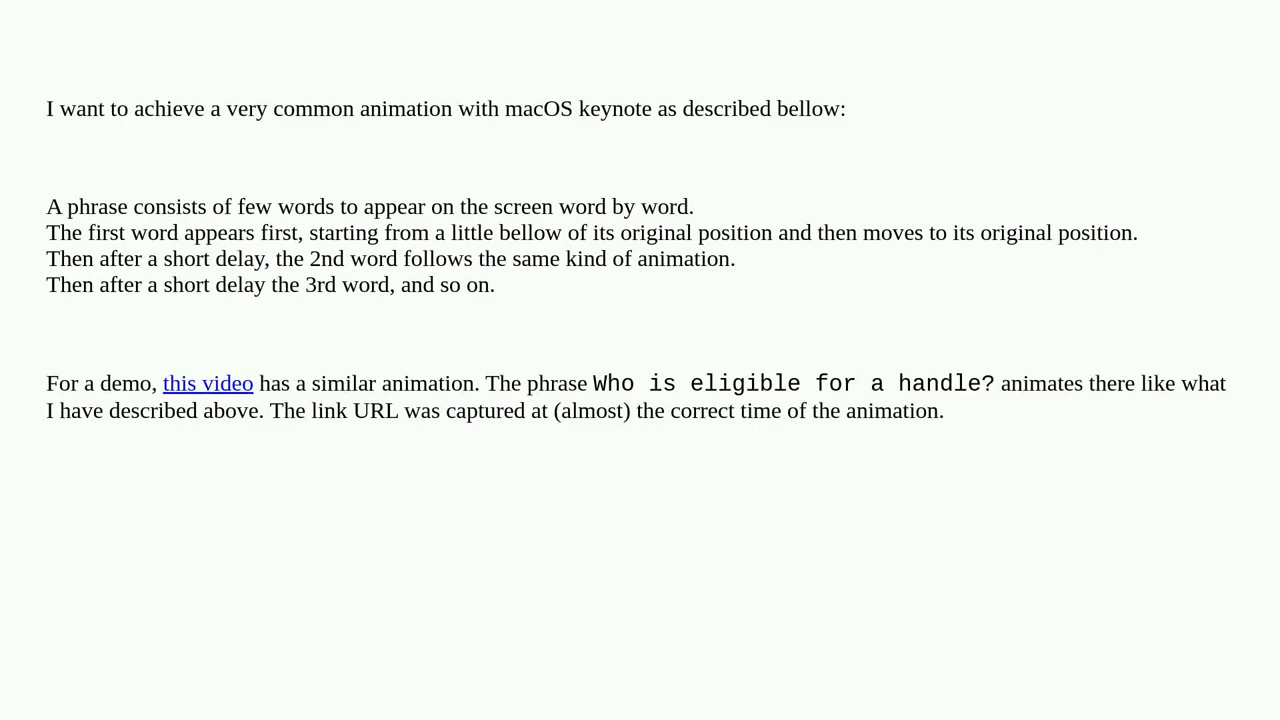 I want to achieve a very common animation with macOS keynote as described bellow:
A phrase consists of few words to appear on the screen word by word.
The first word appears first, starting from a little bellow of its original position and then moves to its original position.
Then after a short delay, the 2nd word follows the same kind of animation.
Then after a short delay the 3rd word, and so on.
For a demo, this video has a similar animation. The phrase Who is eligible for a handle? animates there like what
I have described above. The link URL was captured at (almost) the correct time of the animation.